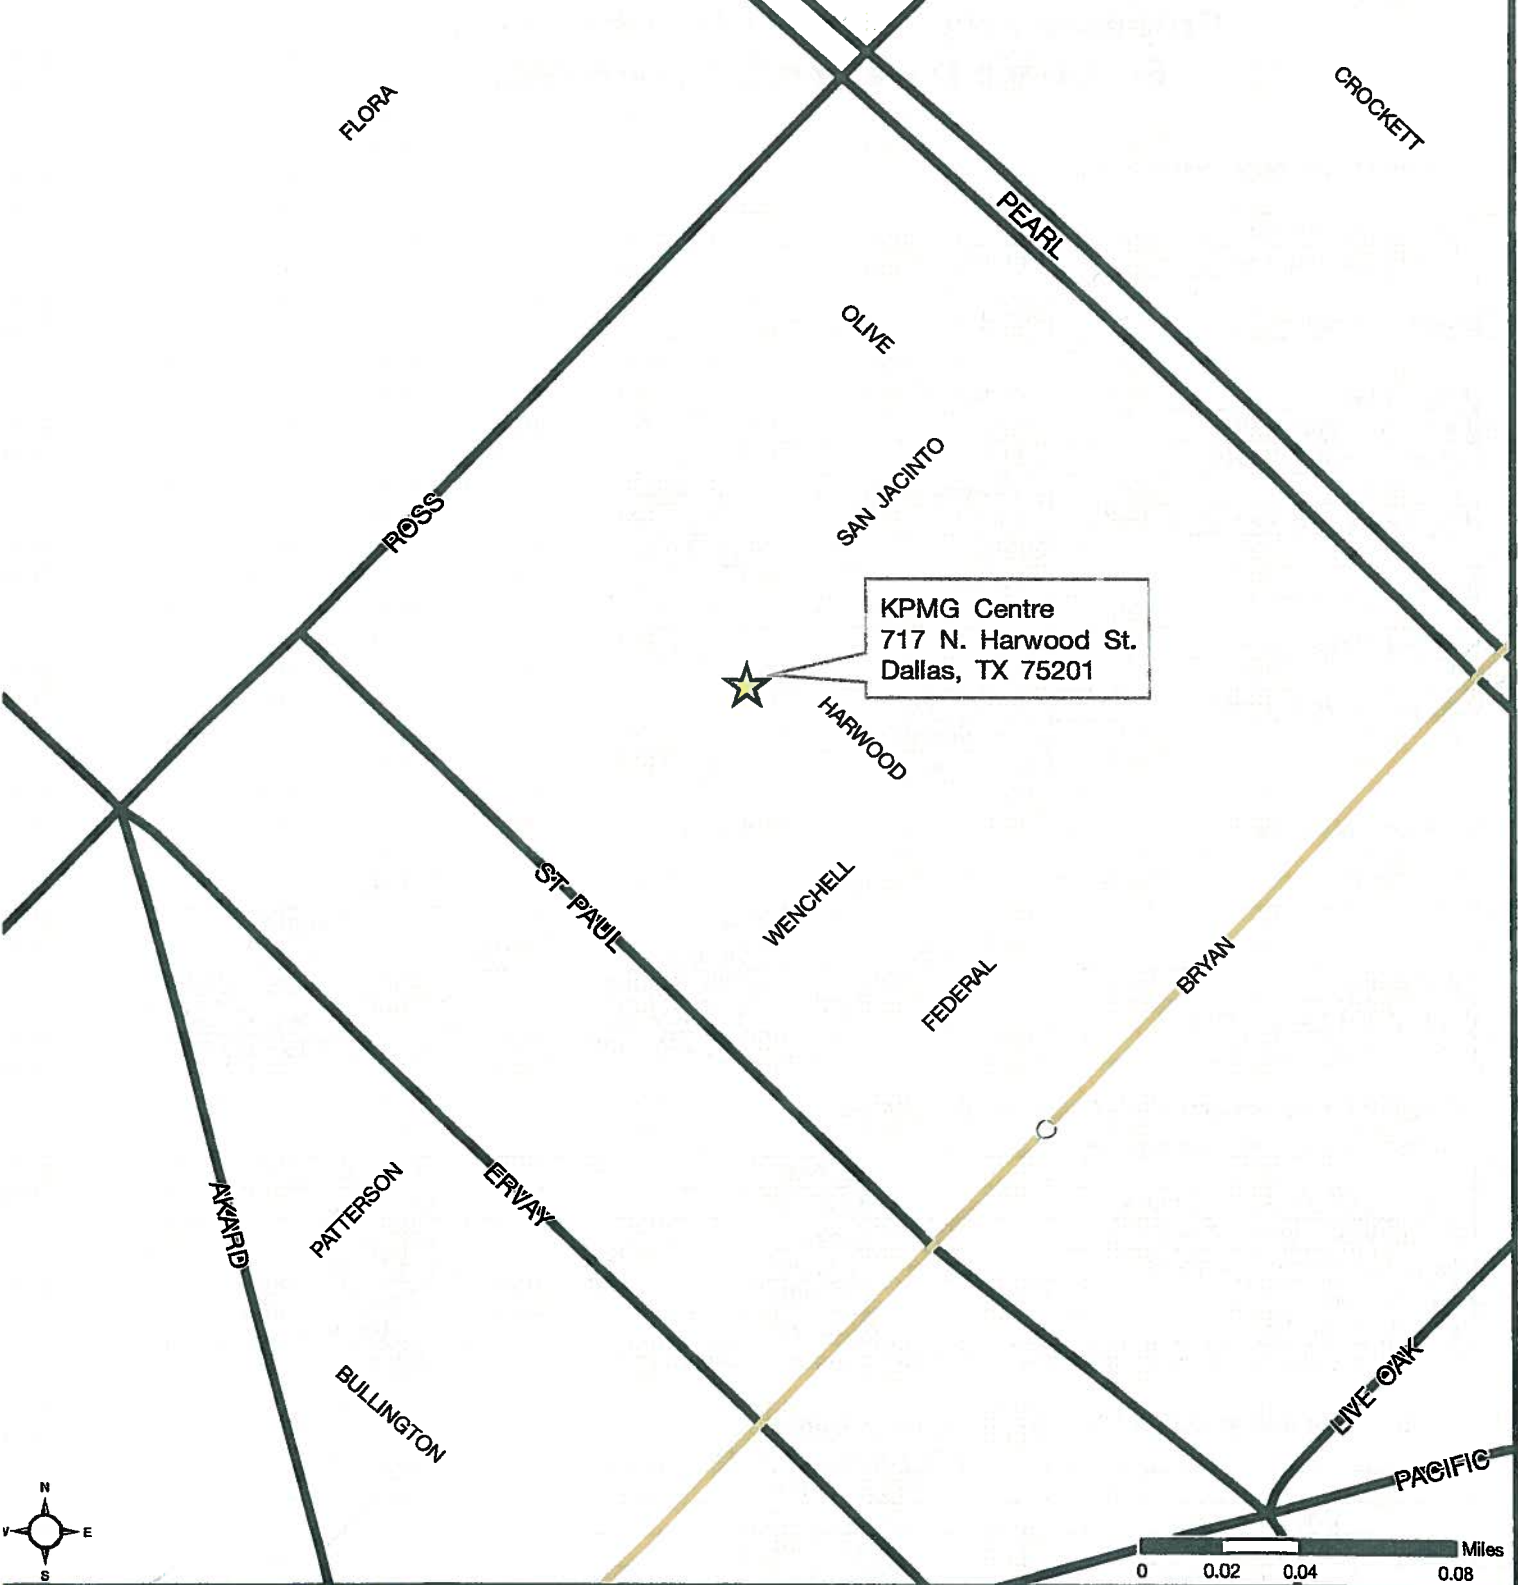 FLORA
CROCKETT
PEARL
OLIVE
SAN JACINTO
ROSS
KPMG Centre
717 N. Harwood St.
Dallas, TX 75201
HARWOOD
ST PAUL
WENCHELL
FEDERAL
BRYAN
AKARD
PATTERSON
ERVAY
BULLINGTON
LIVE OAK
PACIFIC
N
W E
S
Miles
0 0.02 0.04 0.08